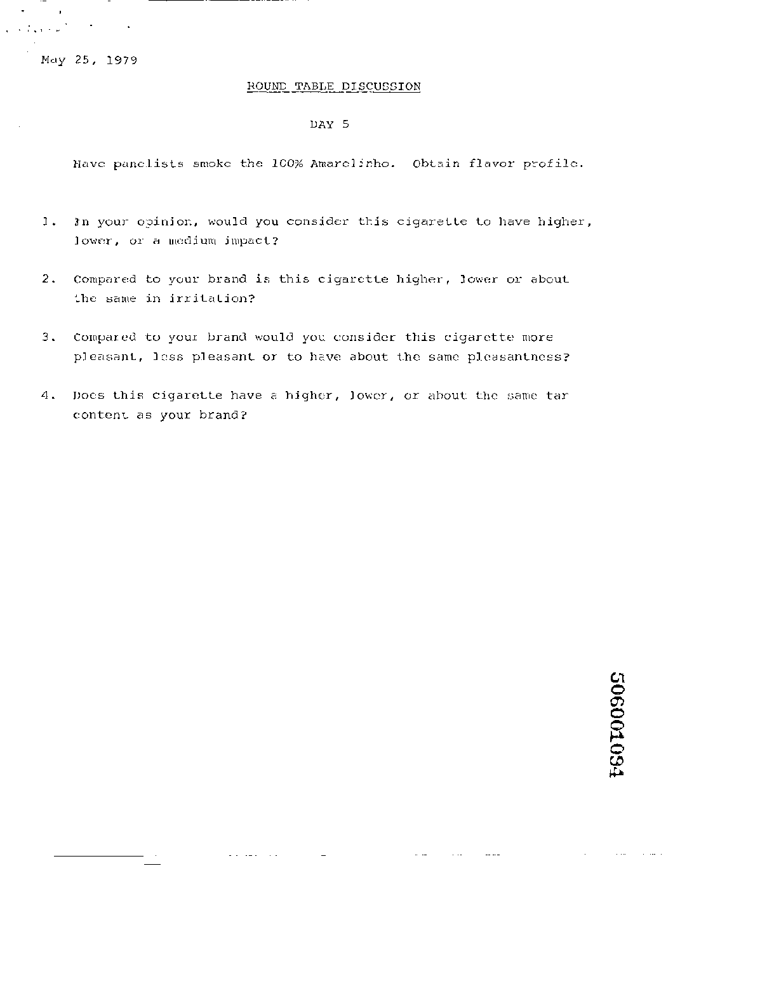 May 25, 1979
ROUND TABLE DISCUSSION
DAY 5
Have panelists smoke the 100% Amarelinho. Obtain flavor profile.
1. In your opinion, would you consider this cigarette to have higher,
lower, or a medium impact?
2. Compared to your brand is this cigarette higher, lower or about
the same in irritation?
3. Compared to your brand would you consider this cigarette more
pleasant, less pleasant or to have about the same pleasantness?
4. Does this cigarette have a higher, lower, or about the same tar
content as your brand?
506001094